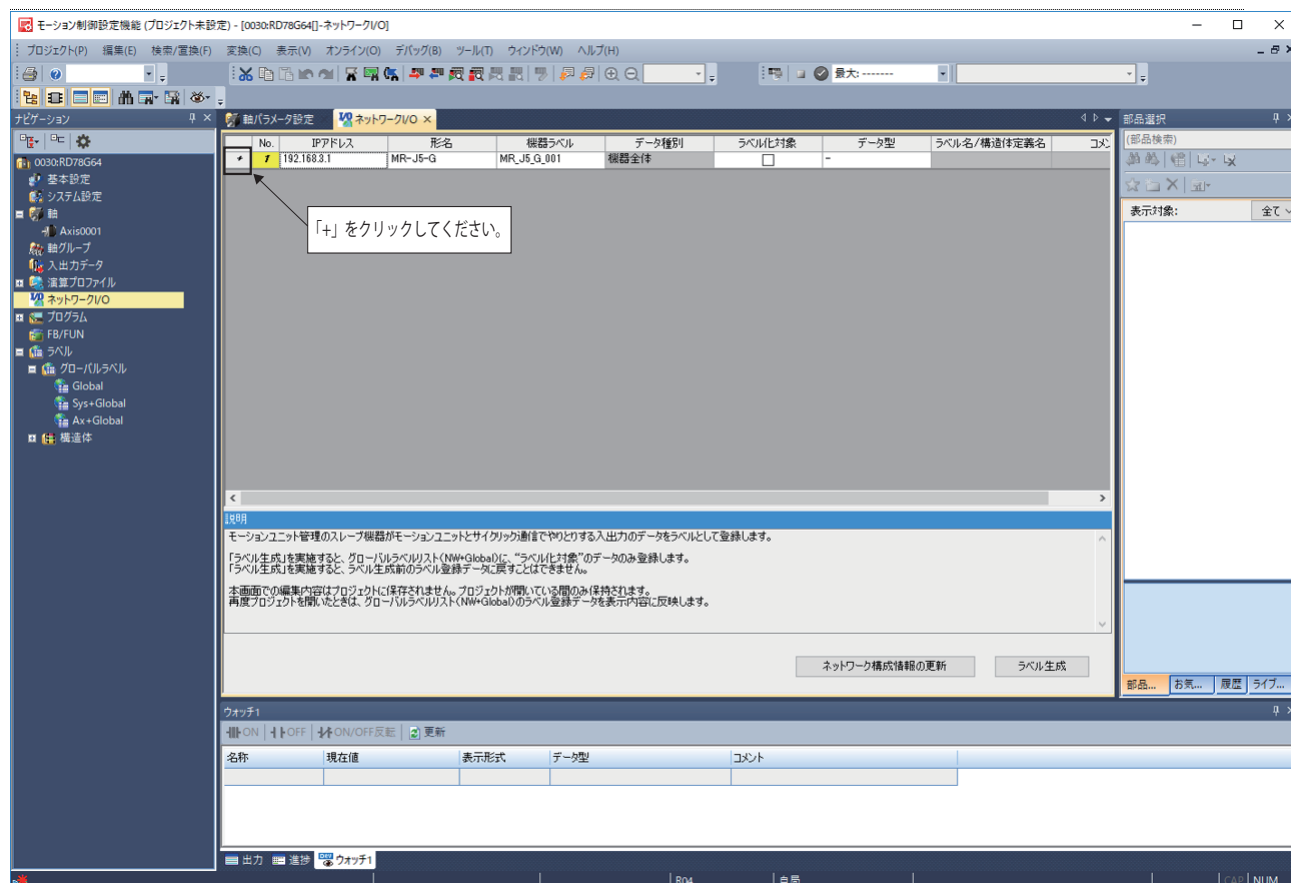 モーション制御設定機能 (プロジェクト未設定) - [0030:RD78G64[]-ネットワークI/O]
プロジェクト(P) 編集(E) 検索/置換(F) 変換(C) 表示(V) オンライン(O) デバッグ(B) ツール(T) ウィンドウ(W) ヘルプ(H)
最大: -------
ナビゲーション
0030:RD78G64
基本設定
システム設定
軸
Axis0001
軸グループ
入出力データ
演算プロファイル
ネットワークI/O
プログラム
FB/FUN
ラベル
グローバルラベル
Global
Sys+Global
Ax+Global
構造体
軸パラメータ設定 ネットワークI/O
No. IPアドレス 形名 機器ラベル データ種別 ラベル化対象 データ型 ラベル名/構造体定義名 コメ
+ 1 192.168.3.1 MR-J5-G MR_J5_G_001 機器全体 -
「+」をクリックしてください。
説明
モーションユニット管理のスレーブ機器がモーションユニットとサイクリック通信でやりとりする入出力のデータをラベルとして登録します。
「ラベル生成」を実施すると、グローバルラベルリスト(NW+Global)に、“ラベル化対象”のデータのみ登録します。
「ラベル生成」を実施すると、ラベル生成前のラベル登録データに戻すことはできません。
本画面での編集内容はプロジェクトに保存されません。プロジェクトが開いている間のみ保持されます。
再度プロジェクトを開いたときは、グローバルラベルリスト(NW+Global)のラベル登録データを表示内容に反映します。
ネットワーク構成情報の更新 ラベル生成
部品選択
(部品検索)
表示対象: 全て
部品... お気... 履歴 ライブ...
ウォッチ1
ON OFF ON/OFF反転 更新
名称 現在値 表示形式 データ型 コメント
出力 進捗 ウォッチ1
R04 自局 CAP NUM